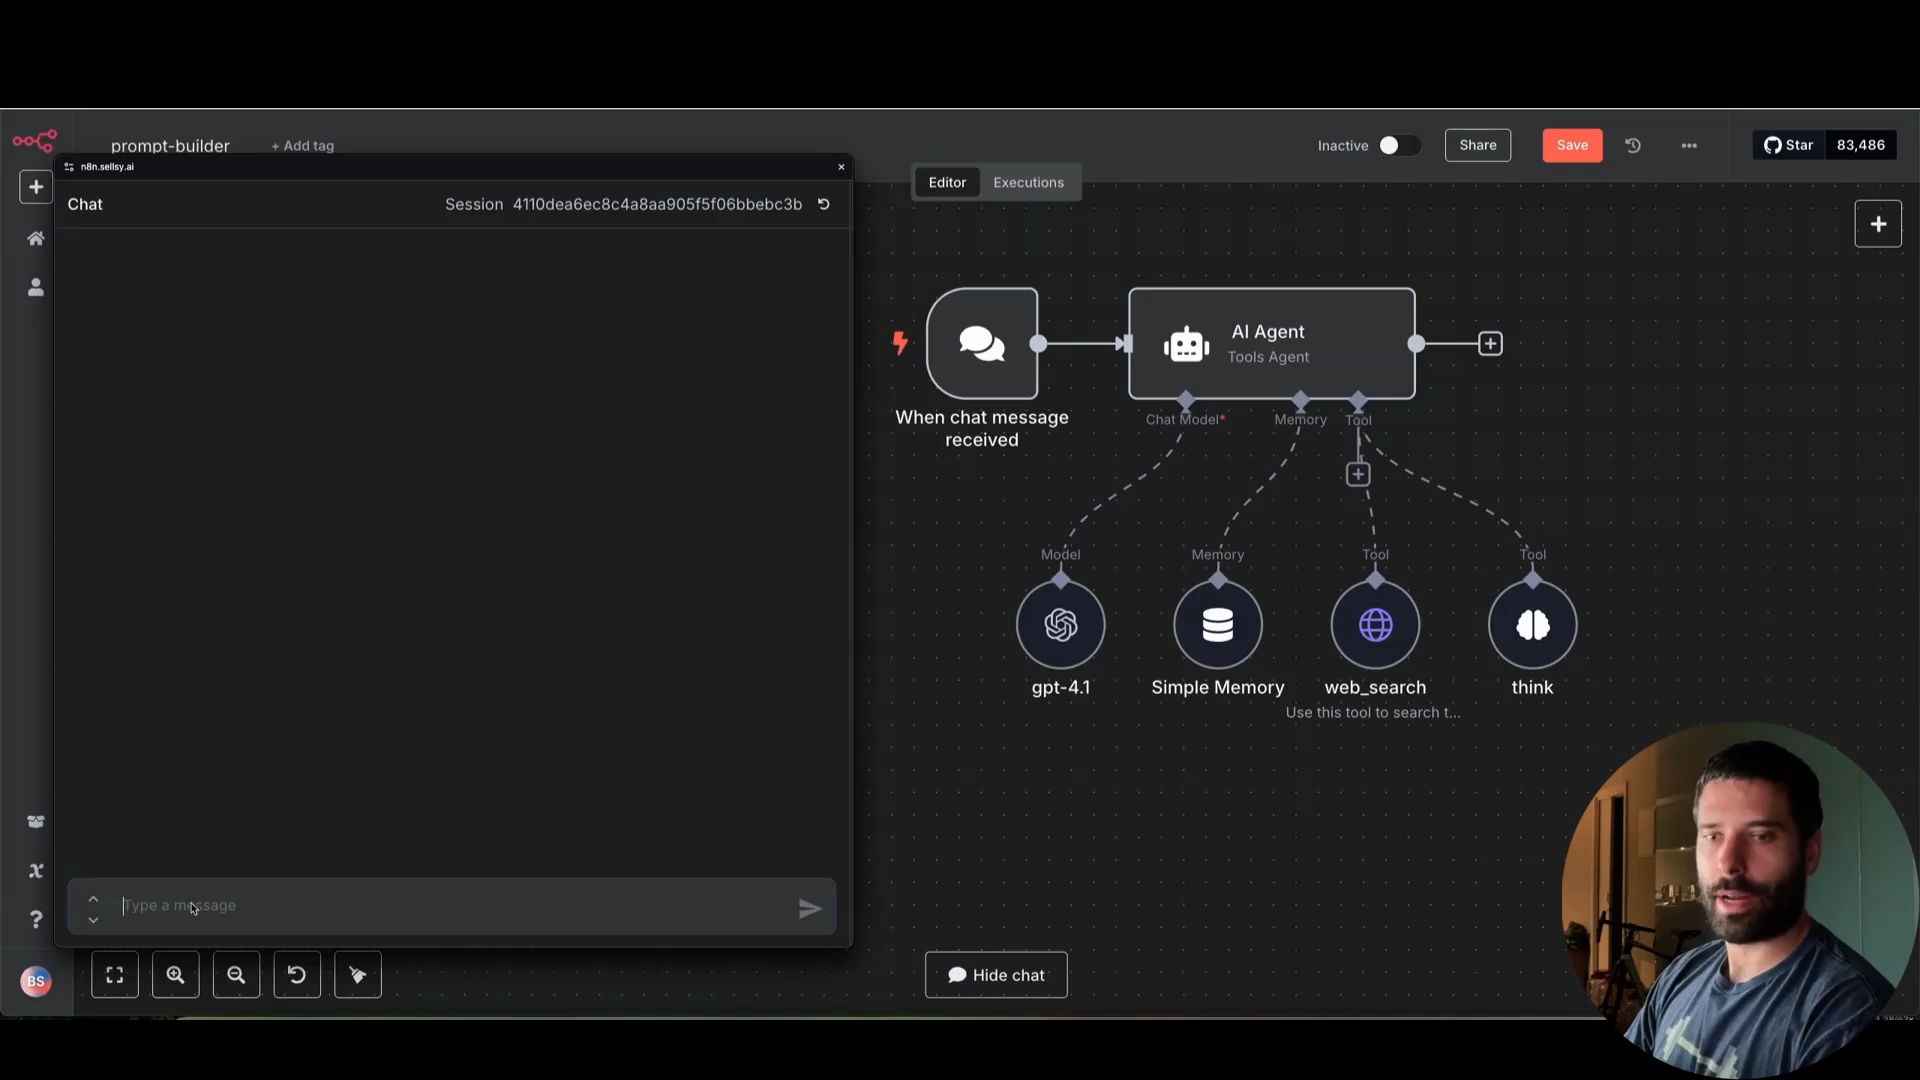 prompt-builder
+ Add tag
Inactive
Share
Save
Star
83,486
n8n.sellsy.ai
Editor
Executions
Chat
Session 4110dea6ec8c4a8aa905f5f06bbebc3b
AI Agent
Tools Agent
When chat message
received
Chat Model*
Memory
Tool
Model
Memory
Tool
Tool
gpt-4.1
Simple Memory
web_search
think
Use this tool to search t...
Type a message
BS
Hide chat